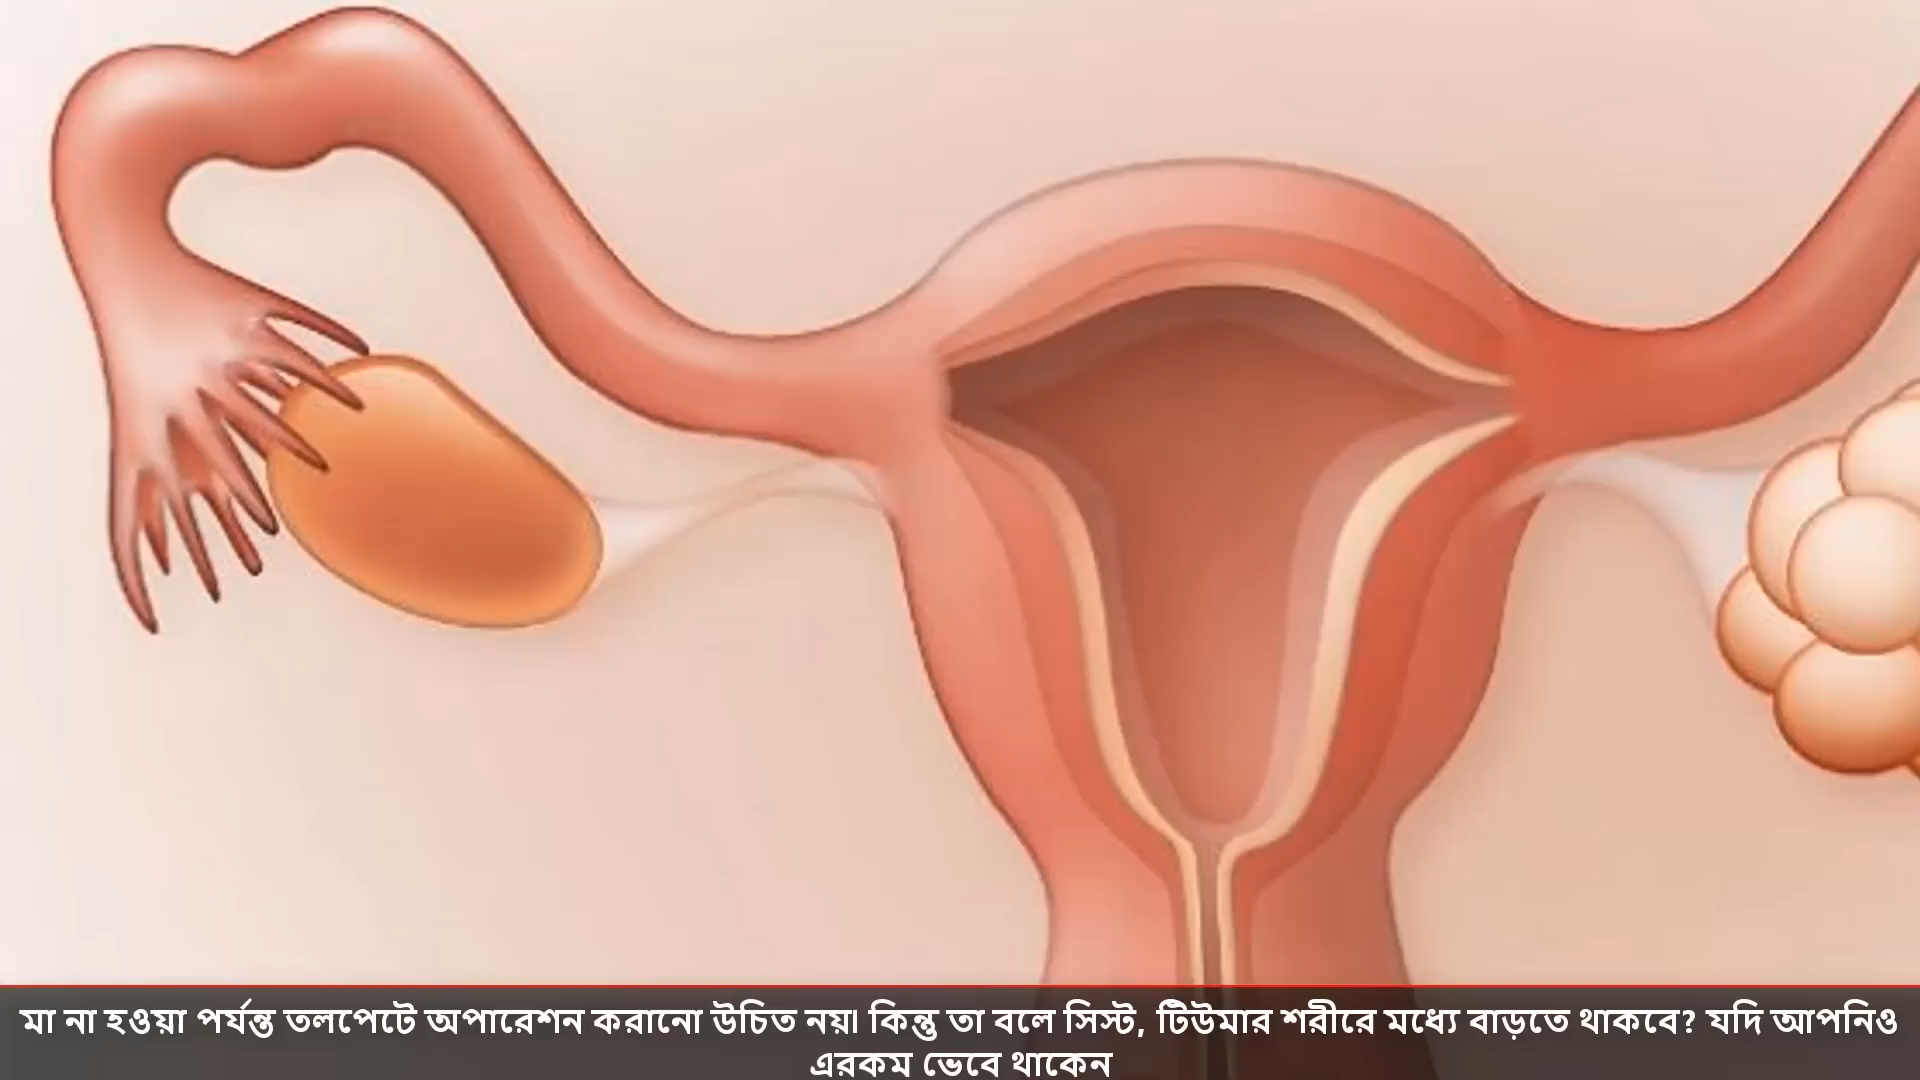 মা না হওয়া পর্যন্ত তলপেটে অপারেশন করানো উচিত নয়। কিন্তু তা বলে সিস্ট, টিউমার শরীরে মধ্যে বাড়তে থাকবে? যদি আপনিও
এরকম ভেবে থাকেন